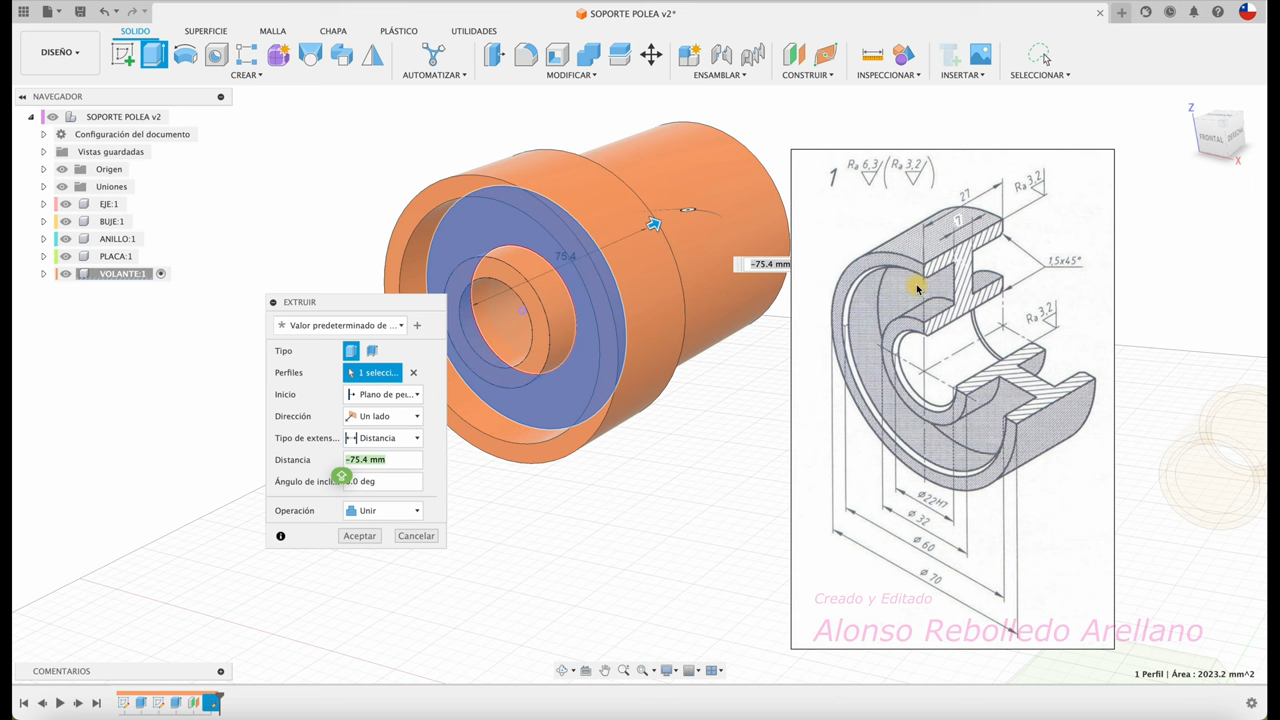 SOPORTE POLEA v2*
DISEÑO
SOLIDO
SUPERFICIE
MALLA
CHAPA
PLÁSTICO
UTILIDADES
CREAR
AUTOMATIZAR
MODIFICAR
ENSAMBLAR
CONSTRUIR
INSPECCIONAR
INSERTAR
SELECCIONAR
NAVEGADOR
SOPORTE POLEA v2
Configuración del documento
Vistas guardadas
Origen
Uniones
EJE:1
BUJE:1
ANILLO:1
PLACA:1
VOLANTE:1
Z
FRONTAL
DERECHA
X
75.4
-75.4 mm
EXTRUIR
Valor predeterminado de ...
Tipo
Perfiles
1 selecci...
Inicio
Plano de pe...
Dirección
Un lado
Tipo de exten...
Distancia
Distancia
-75.4 mm
Ángulo de incli...
0.0 deg
Operación
Unir
Aceptar
Cancelar
1
Ra 6,3
(Ra 3,2)
27
Ra 3,2
7
1,5x45°
Ra 3,2
Ø22H7
Ø 32
Ø 60
Ø 70
Creado y Editado
Alonso Rebolledo Arellano
COMENTARIOS
1 Perfil | Área : 2023.2 mm^2